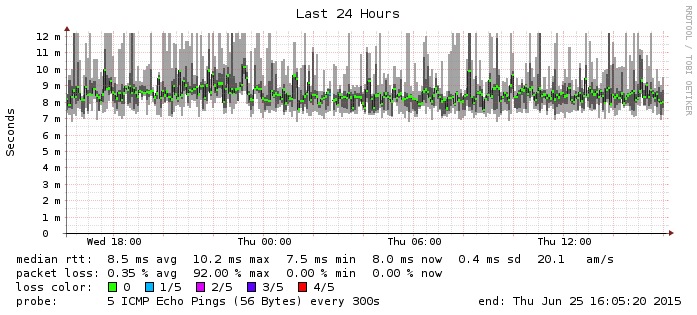 Last 24 Hours
RRDTOOL / TOBI OETIKER
Seconds
12 m
11 m
10 m
9 m
8 m
7 m
6 m
5 m
4 m
3 m
2 m
1 m
0
Wed 18:00 Thu 00:00 Thu 06:00 Thu 12:00
median rtt: 8.5 ms avg 10.2 ms max 7.5 ms min 8.0 ms now 0.4 ms sd 20.1 am/s
packet loss: 0.35 % avg 92.00 % max 0.00 % min 0.00 % now
loss color: 0 1/5 2/5 3/5 4/5
probe: 5 ICMP Echo Pings (56 Bytes) every 300s end: Thu Jun 25 16:05:20 2015